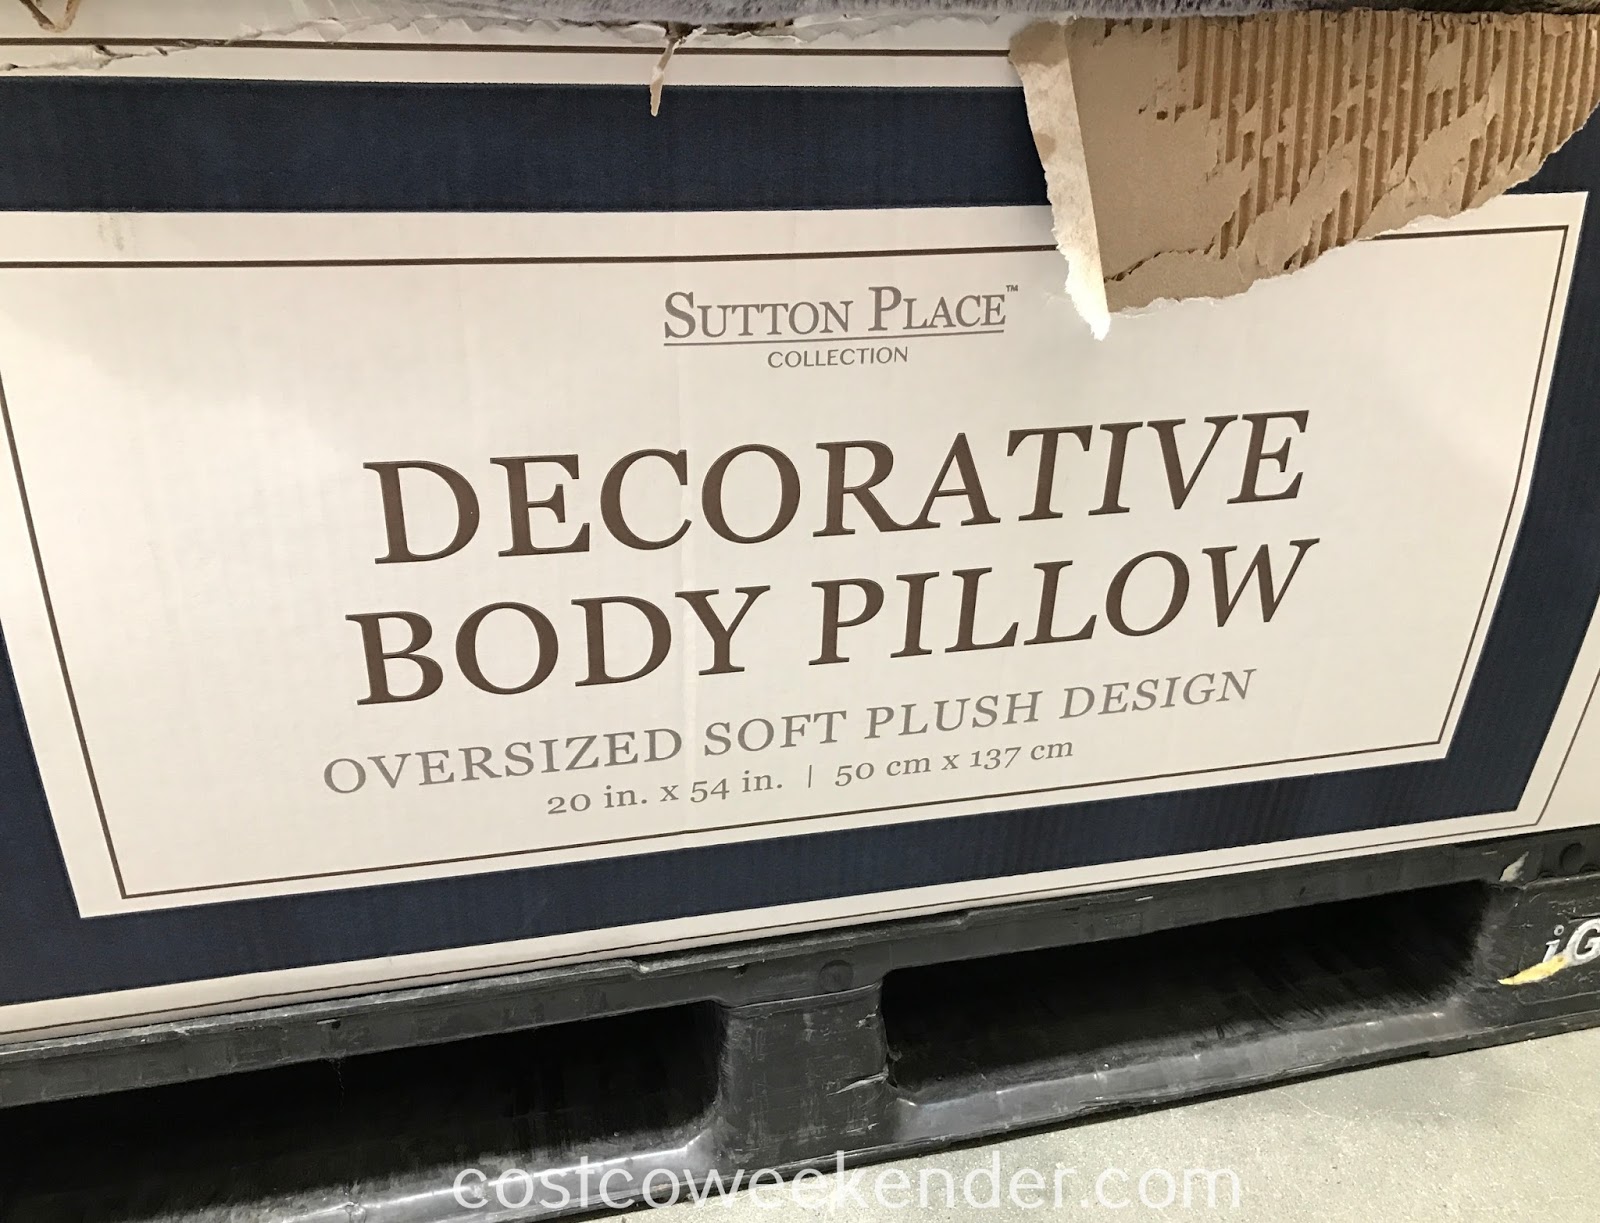 SUTTON PLACE™
COLLECTION
DECORATIVE
BODY PILLOW
OVERSIZED SOFT PLUSH DESIGN
20 in. x 54 in. | 50 cm x 137 cm
costcoweekender.com